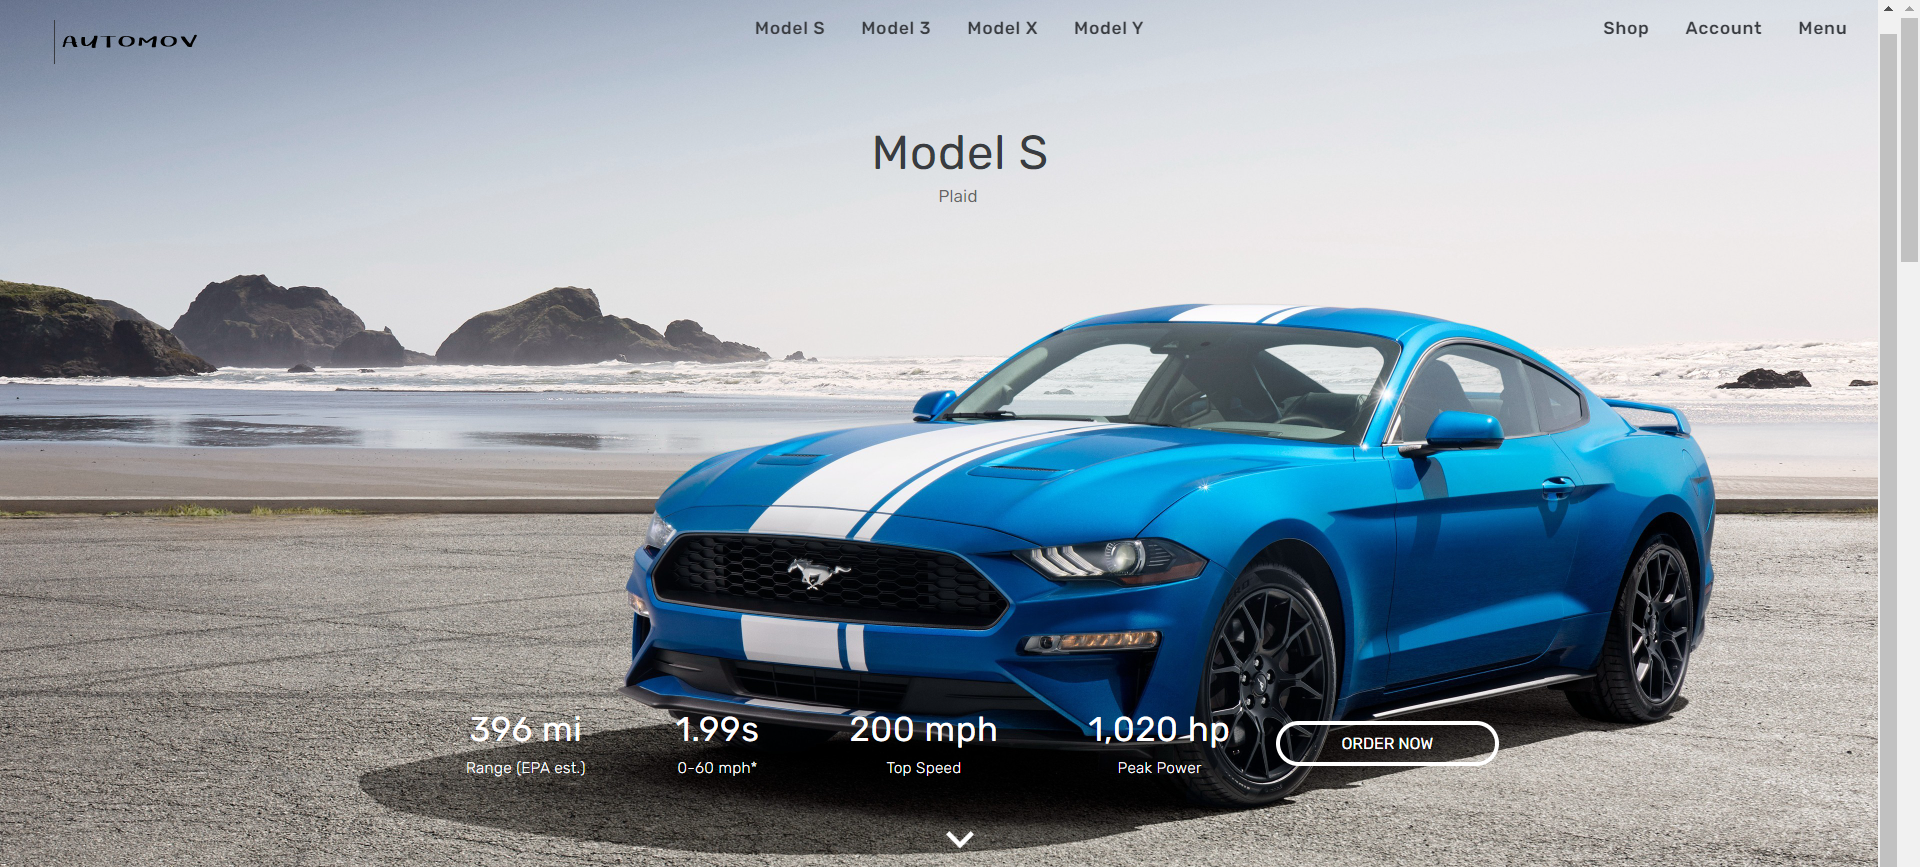 AUTOMOV
Model S Model 3 Model X Model Y
Shop Account Menu
Model S
Plaid
396 mi 1.99s 200 mph 1,020 hp
Range (EPA est.) 0-60 mph* Top Speed Peak Power
ORDER NOW